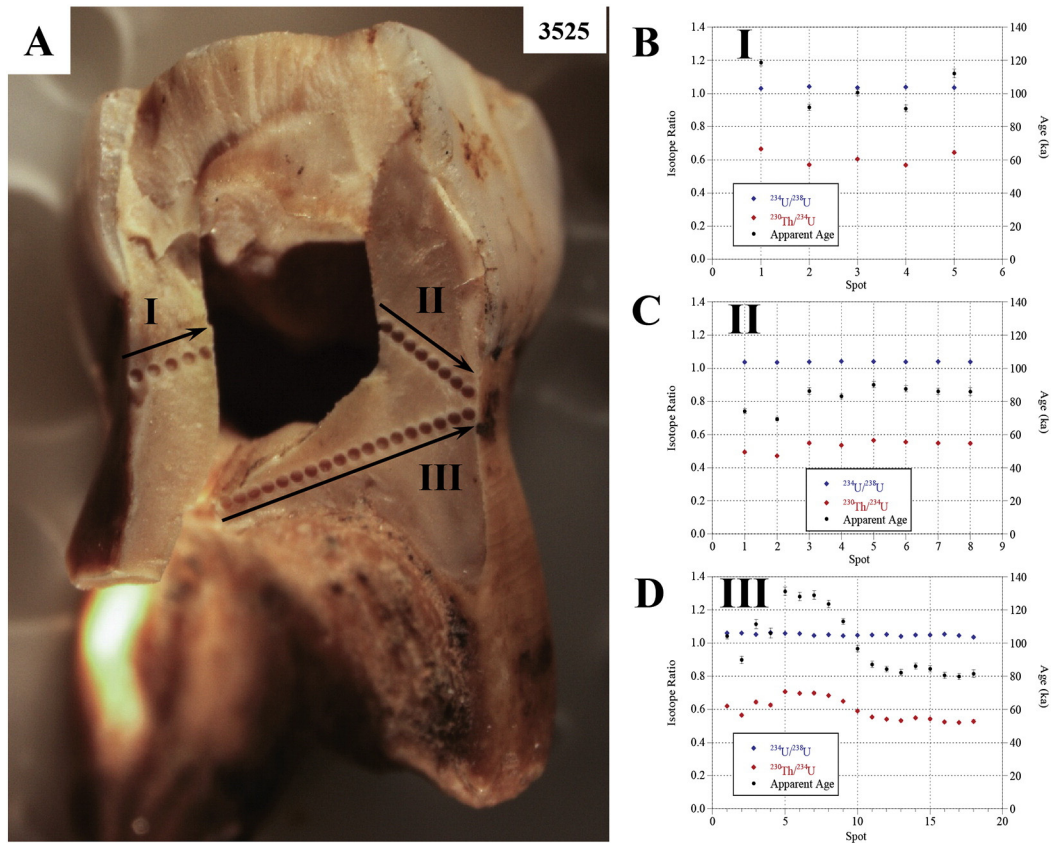 A
3525
I
II
III
B
I
1.4
1.2
1.0
0.8
0.6
0.4
0.2
0.0
Isotope Ratio
140
120
100
80
60
40
20
0
Age (ka)
²³⁴U/²³⁸U
²³⁰Th/²³⁴U
Apparent Age
0 1 2 3 4 5 6
Spot
C
II
1.4
1.2
1.0
0.8
0.6
0.4
0.2
0.0
Isotope Ratio
140
120
100
80
60
40
20
0
Age (ka)
²³⁴U/²³⁸U
²³⁰Th/²³⁴U
Apparent Age
0 1 2 3 4 5 6 7 8 9
Spot
D
III
1.4
1.2
1.0
0.8
0.6
0.4
0.2
0.0
Isotope Ratio
140
120
100
80
60
40
20
0
Age (ka)
²³⁴U/²³⁸U
²³⁰Th/²³⁴U
Apparent Age
0 5 10 15 20
Spot